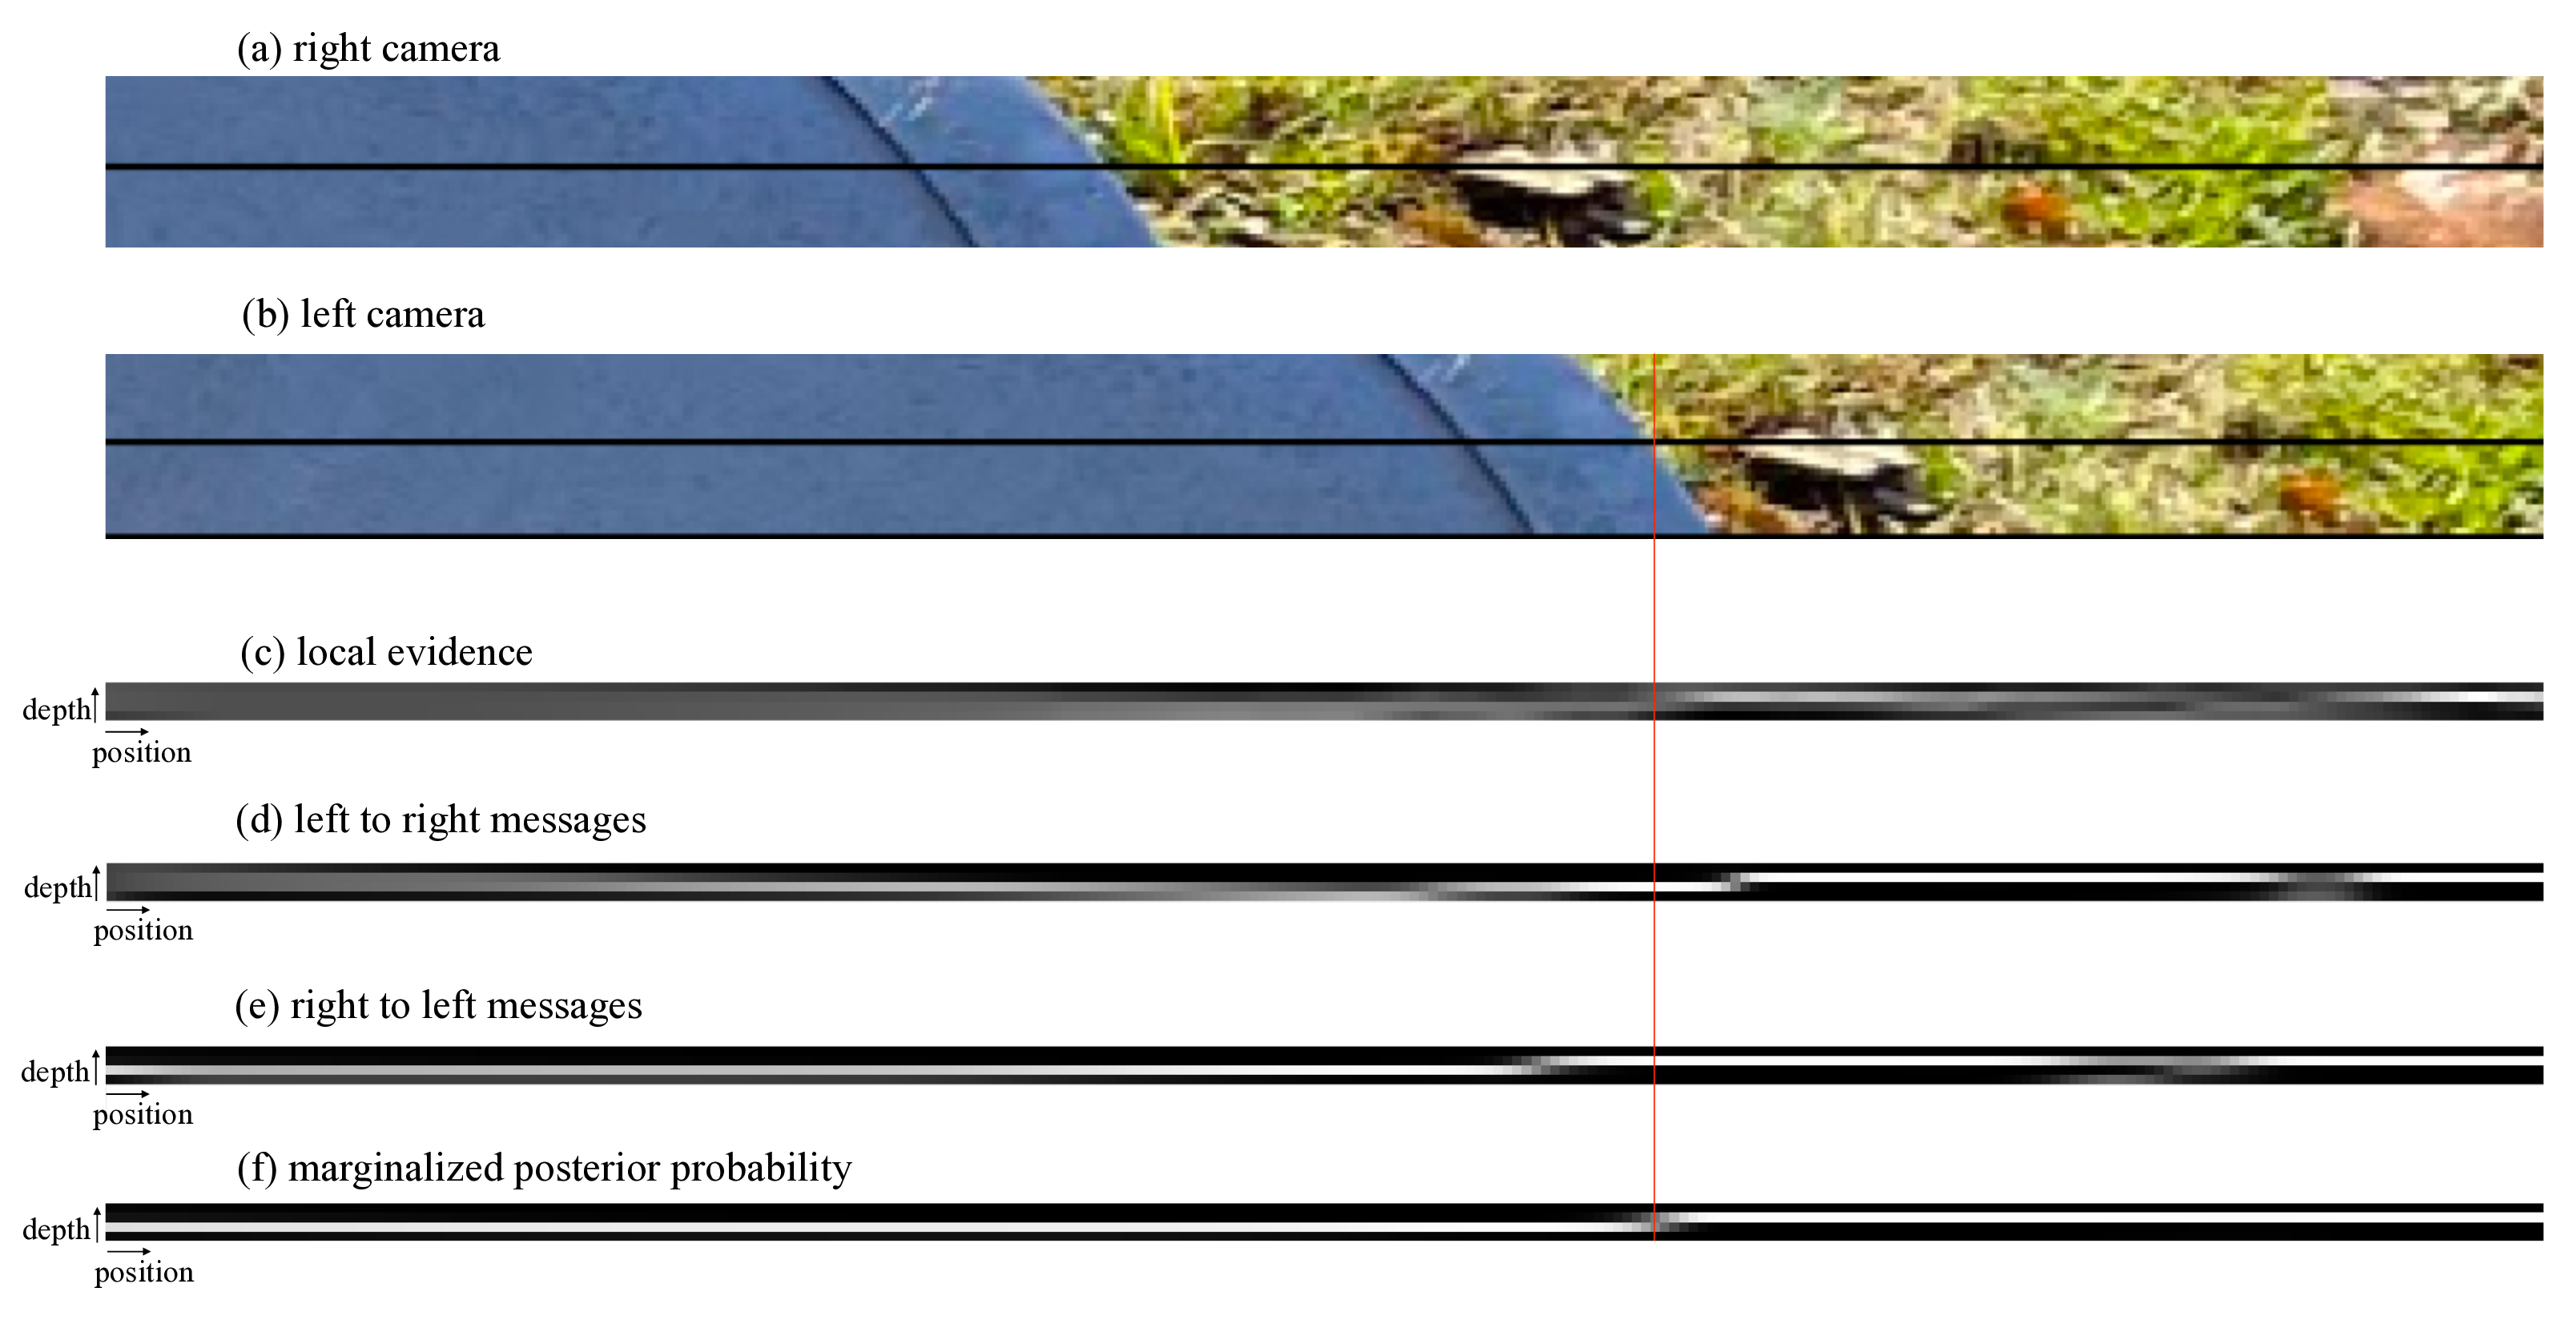 (a) right camera
(b) left camera
(c) local evidence
depth
position
(d) left to right messages
depth
position
(e) right to left messages
depth
position
(f) marginalized posterior probability
depth
position